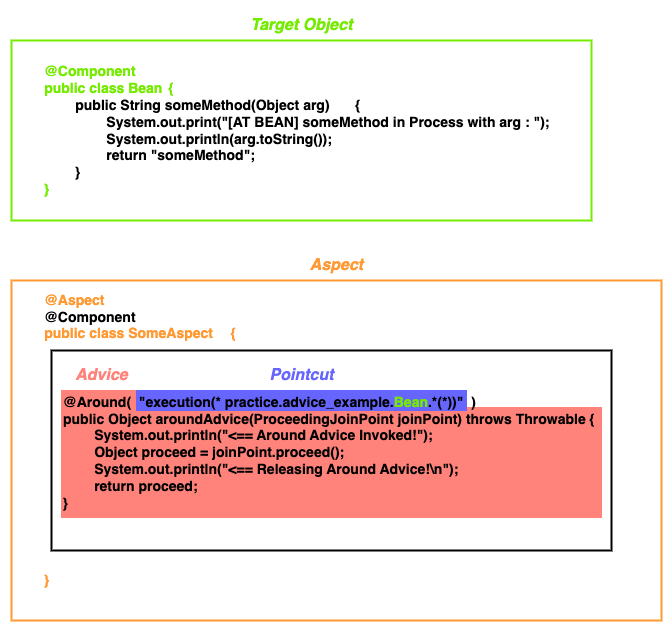 Target Object
@Component
public class Bean {
public String someMethod(Object arg) {
System.out.print("[AT BEAN] someMethod in Process with arg : ");
System.out.println(arg.toString());
return "someMethod";
}
}
Aspect
@Aspect
@Component
public class SomeAspect {
Advice Pointcut
@Around( "execution(* practice.advice_example.Bean.*(*))" )
public Object aroundAdvice(ProceedingJoinPoint joinPoint) throws Throwable {
System.out.println("<== Around Advice Invoked!");
Object proceed = joinPoint.proceed();
System.out.println("<== Releasing Around Advice!\n");
return proceed;
}
}